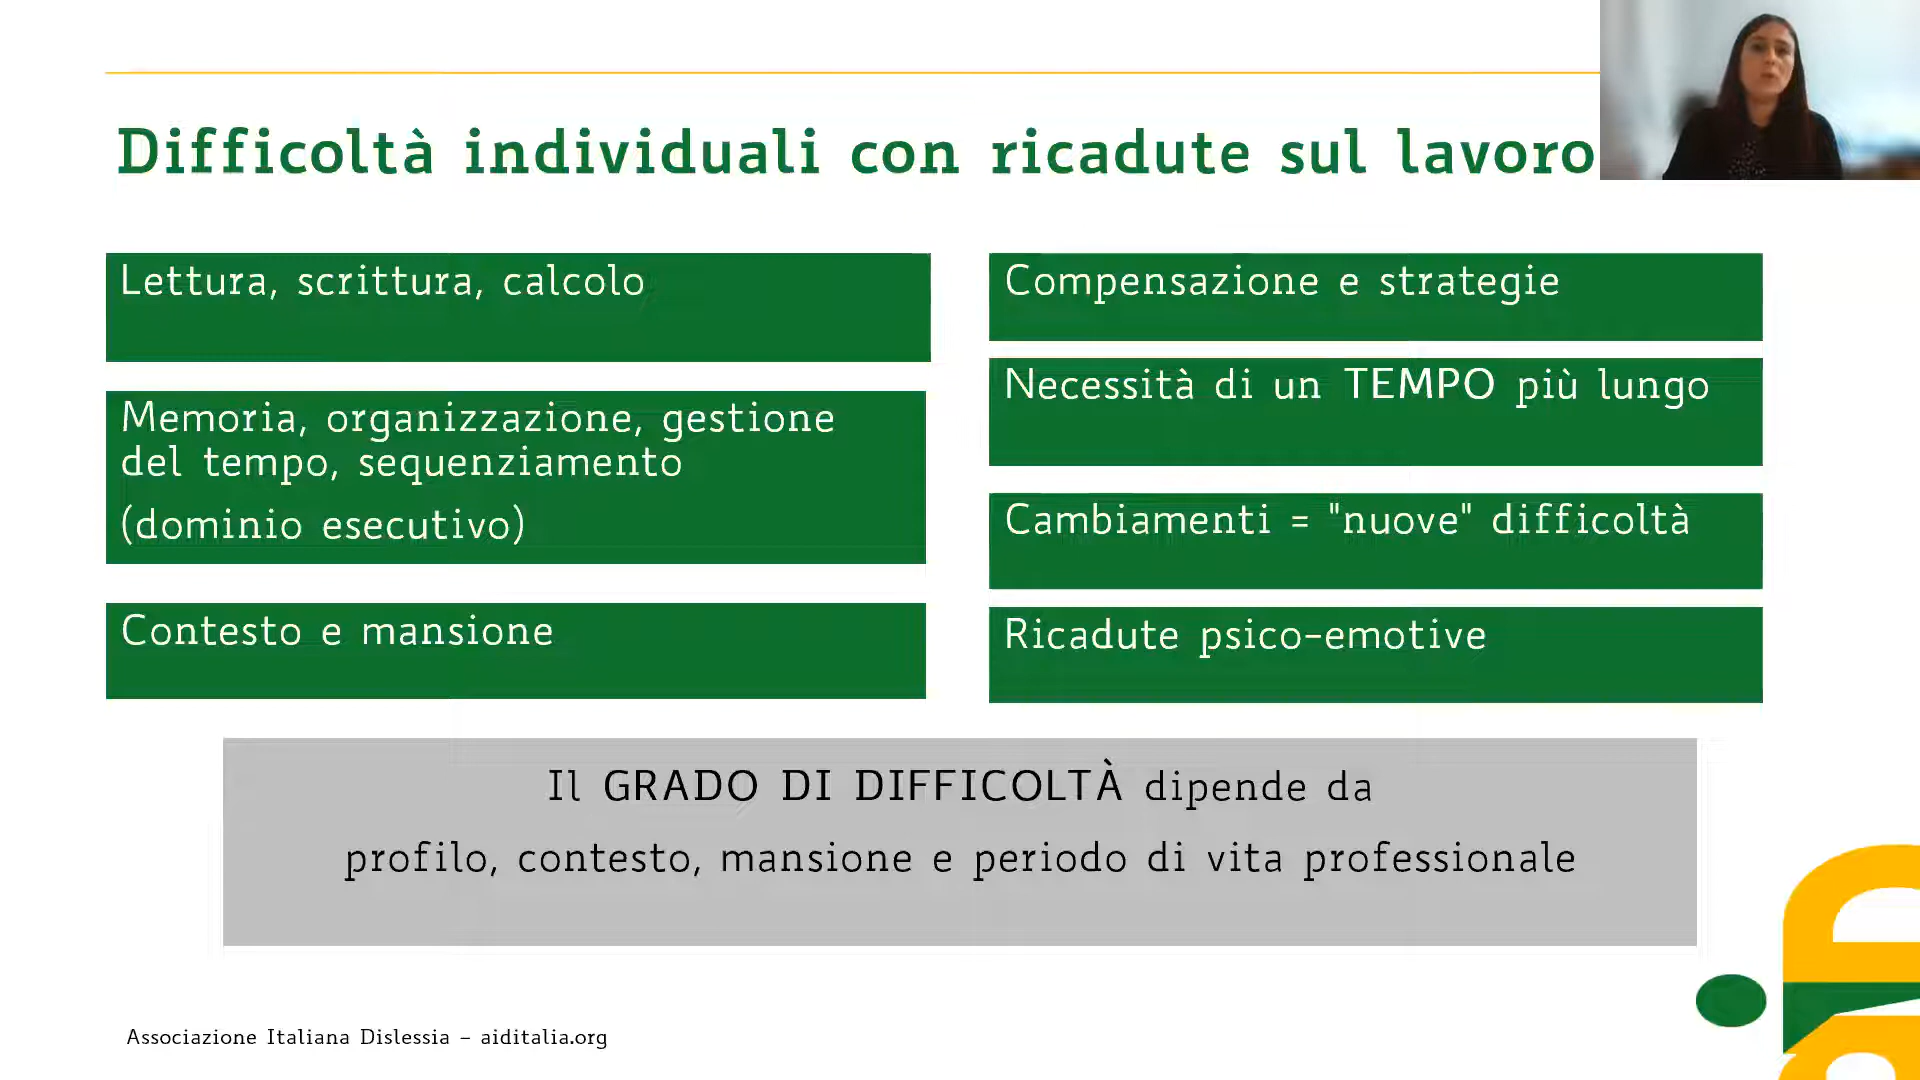 Difficoltà individuali con ricadute sul lavoro
Lettura, scrittura, calcolo
Memoria, organizzazione, gestione
del tempo, sequenziamento
(dominio esecutivo)
Contesto e mansione
Compensazione e strategie
Necessità di un TEMPO più lungo
Cambiamenti = "nuove" difficoltà
Ricadute psico-emotive
Il GRADO DI DIFFICOLTÀ dipende da
profilo, contesto, mansione e periodo di vita professionale
Associazione Italiana Dislessia – aiditalia.org